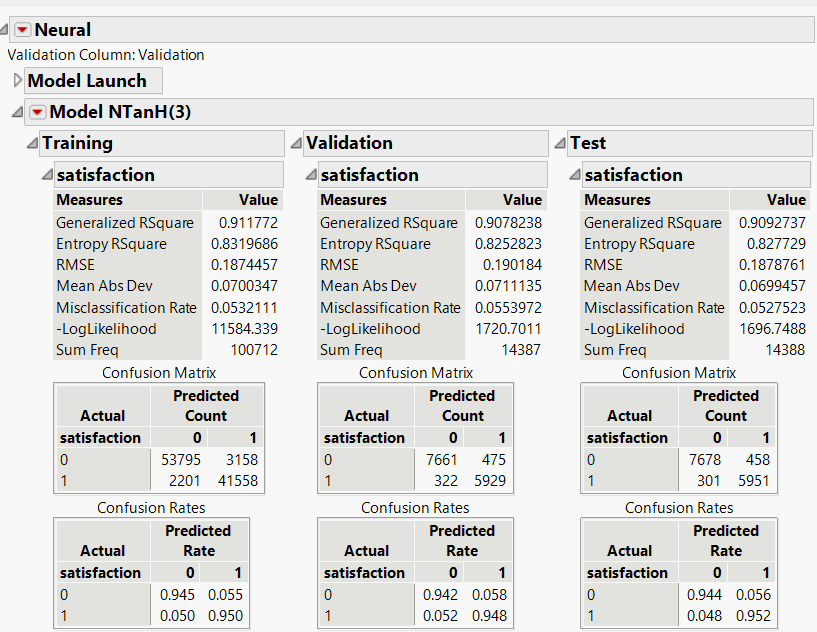 Neural
Validation Column: Validation
Model Launch
Model NTanH(3)
Training
satisfaction
Measures Value
Generalized RSquare 0.911772
Entropy RSquare 0.8319686
RMSE 0.1874457
Mean Abs Dev 0.0700347
Misclassification Rate 0.0532111
-LogLikelihood 11584.339
Sum Freq 100712
Confusion Matrix
Predicted
Actual Count
satisfaction 0 1
0 53795 3158
1 2201 41558
Confusion Rates
Predicted
Actual Rate
satisfaction 0 1
0 0.945 0.055
1 0.050 0.950
Validation
satisfaction
Measures Value
Generalized RSquare 0.9078238
Entropy RSquare 0.8252823
RMSE 0.190184
Mean Abs Dev 0.0711135
Misclassification Rate 0.0553972
-LogLikelihood 1720.7011
Sum Freq 14387
Confusion Matrix
Predicted
Actual Count
satisfaction 0 1
0 7661 475
1 322 5929
Confusion Rates
Predicted
Actual Rate
satisfaction 0 1
0 0.942 0.058
1 0.052 0.948
Test
satisfaction
Measures Value
Generalized RSquare 0.9092737
Entropy RSquare 0.827729
RMSE 0.1878761
Mean Abs Dev 0.0699457
Misclassification Rate 0.0527523
-LogLikelihood 1696.7488
Sum Freq 14388
Confusion Matrix
Predicted
Actual Count
satisfaction 0 1
0 7678 458
1 301 5951
Confusion Rates
Predicted
Actual Rate
satisfaction 0 1
0 0.944 0.056
1 0.048 0.952